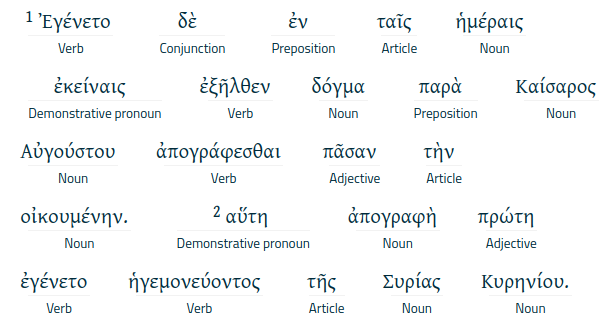 1 Ἐγένετο δὲ ἐν ταῖς ἡμέραις
Verb Conjunction Preposition Article Noun
ἐκείναις ἐξῆλθεν δόγμα παρὰ Καίσαρος
Demonstrative pronoun Verb Noun Preposition Noun
Αὐγούστου ἀπογράφεσθαι πᾶσαν τὴν
Noun Verb Adjective Article
οἰκουμένην. 2 αὕτη ἀπογραφὴ πρώτη
Noun Demonstrative pronoun Noun Adjective
ἐγένετο ἡγεμονεύοντος τῆς Συρίας Κυρηνίου.
Verb Verb Article Noun Noun